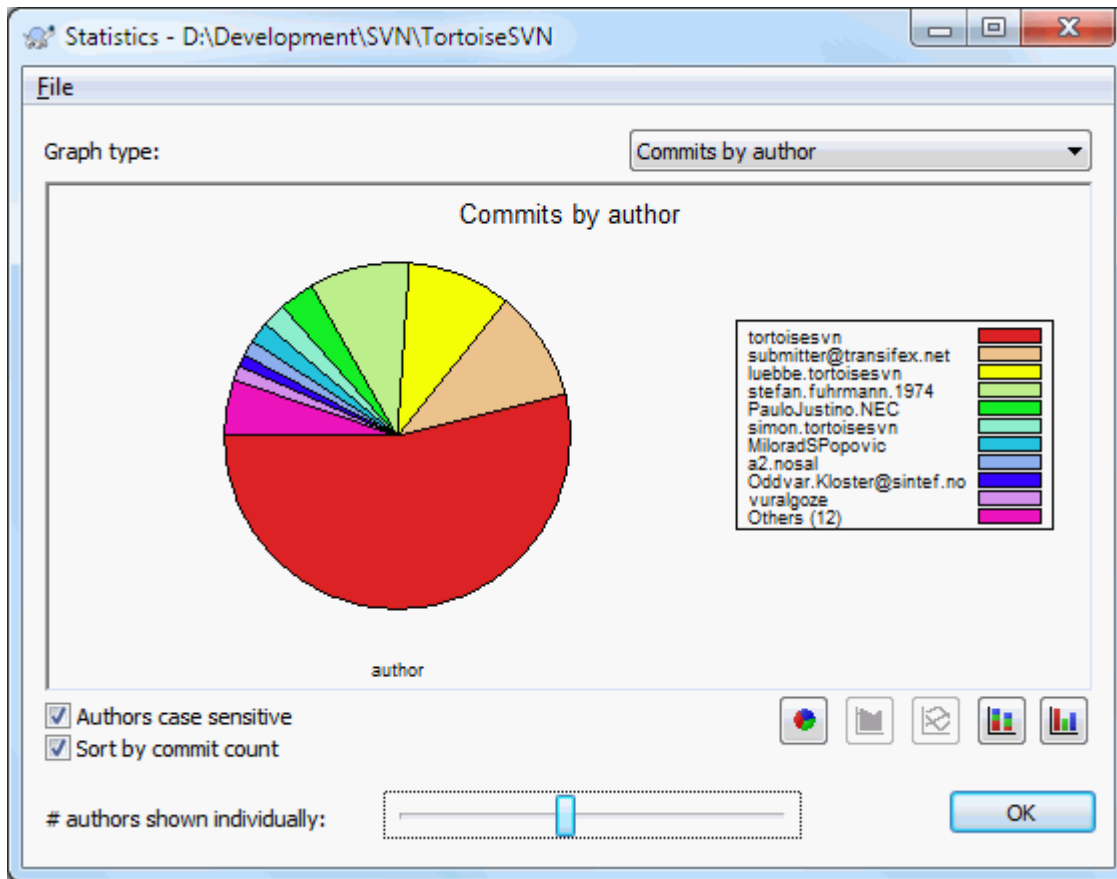 Statistics - D:\Development\SVN\TortoiseSVN
File
Graph type:
Commits by author
Commits by author
tortoisesvn
submitter@transifex.net
luebbe.tortoisesvn
stefan.fuhrmann.1974
PauloJustino.NEC
simon.tortoisesvn
MiloradSPopovic
a2.nosal
Oddvar.Kloster@sintef.no
vuralgoze
Others (12)
author
Authors case sensitive
Sort by commit count
# authors shown individually:
OK